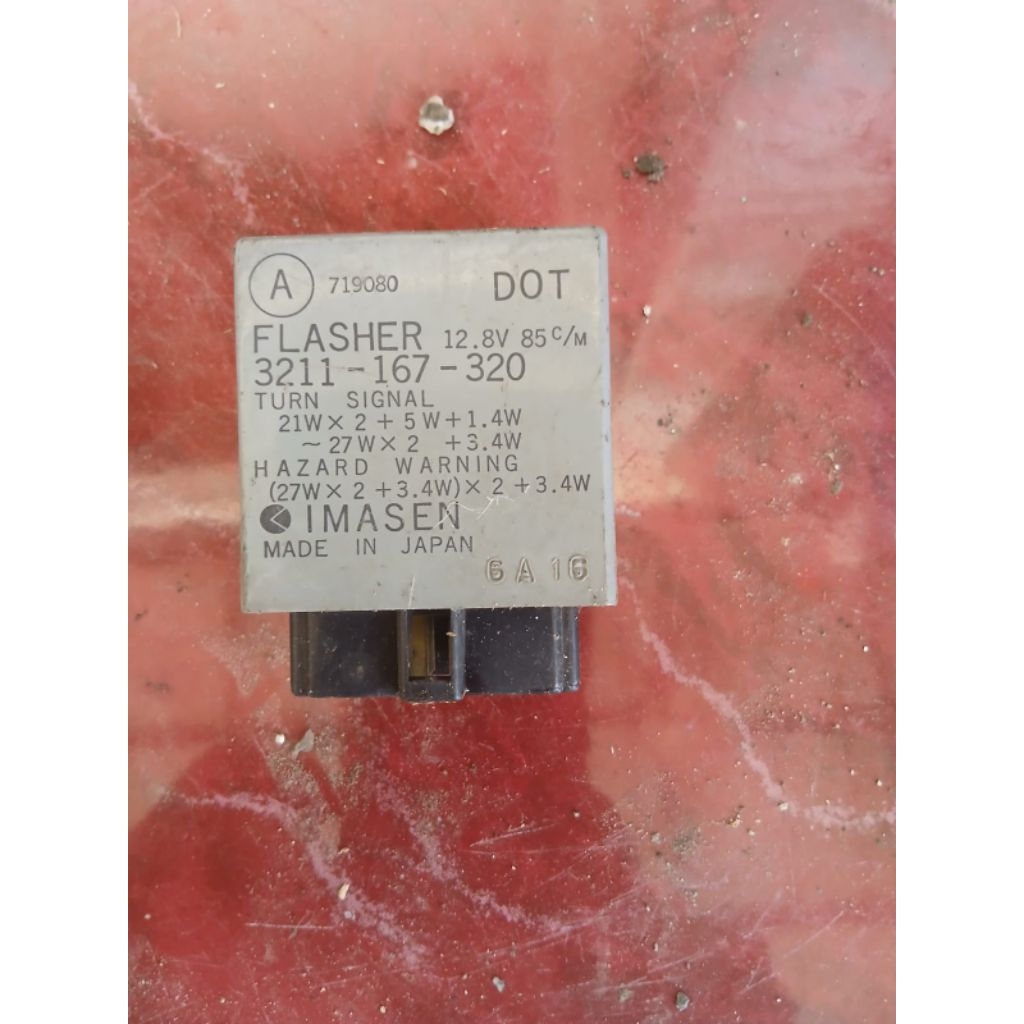 A 719080 DOT
FLASHER 12.8V 85 C/M
3211-167-320
TURN SIGNAL
21W×2+5W+1.4W
~27W×2 +3.4W
HAZARD WARNING
(27W×2+3.4W)×2+3.4W
IMASEN
MADE IN JAPAN
6A16